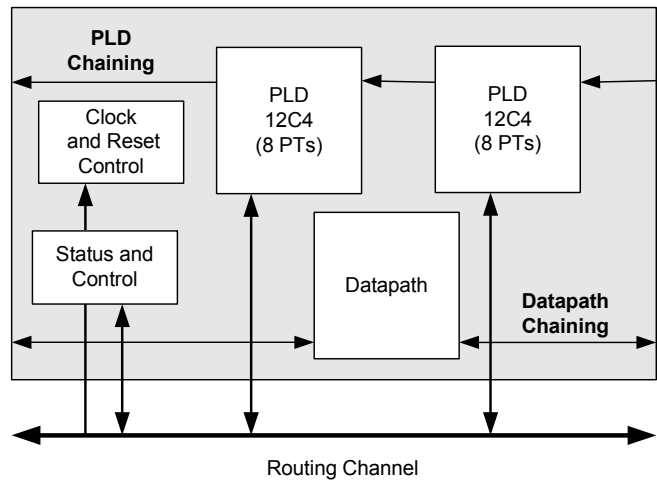 PLD
Chaining
Clock
and Reset
Control
PLD
12C4
(8 PTs)
PLD
12C4
(8 PTs)
Status and
Control
Datapath
Datapath
Chaining
Routing Channel